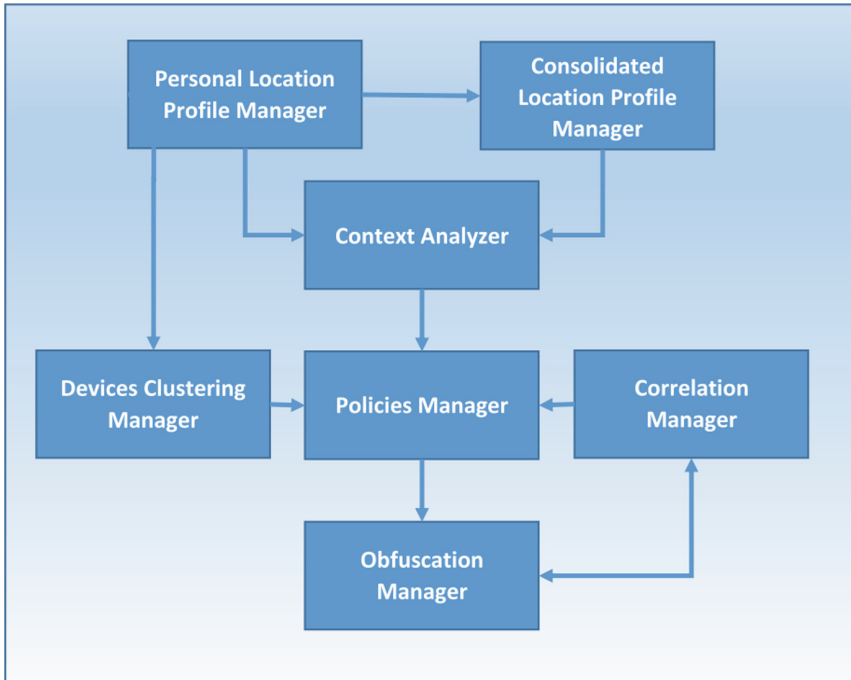 Personal Location
Profile Manager
Consolidated
Location Profile
Manager
Context Analyzer
Devices Clustering
Manager
Policies Manager
Correlation
Manager
Obfuscation
Manager